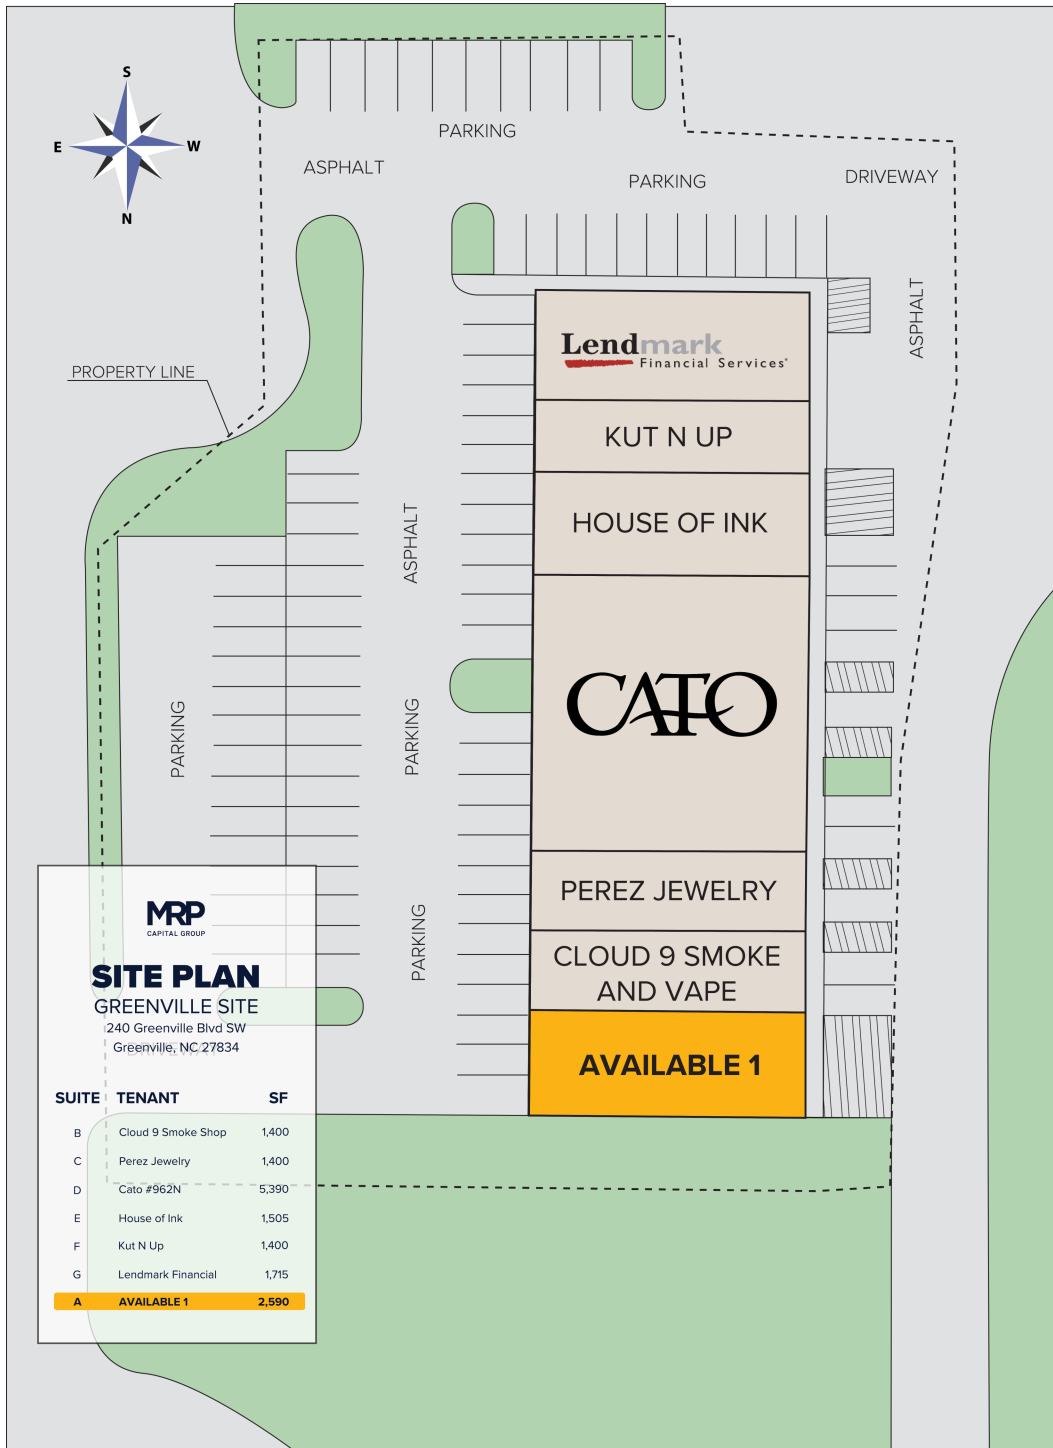 S
E
W
N
PARKING
ASPHALT
PARKING
DRIVEWAY
ASPHALT
PROPERTY LINE
Lendmark
Financial Services®
KUT N UP
HOUSE OF INK
ASPHALT
CATO
PARKING
PARKING
PEREZ JEWELRY
PARKING
CLOUD 9 SMOKE
AND VAPE
AVAILABLE 1
MRP
CAPITAL GROUP
SITE PLAN
GREENVILLE SITE
240 Greenville Blvd SW
Greenville, NC 27834
DRIVEWAY
SUITE TENANT SF
B Cloud 9 Smoke Shop 1,400
C Perez Jewelry 1,400
D Cato #962N 5,390
E House of Ink 1,505
F Kut N Up 1,400
G Lendmark Financial 1,715
A AVAILABLE 1 2,590